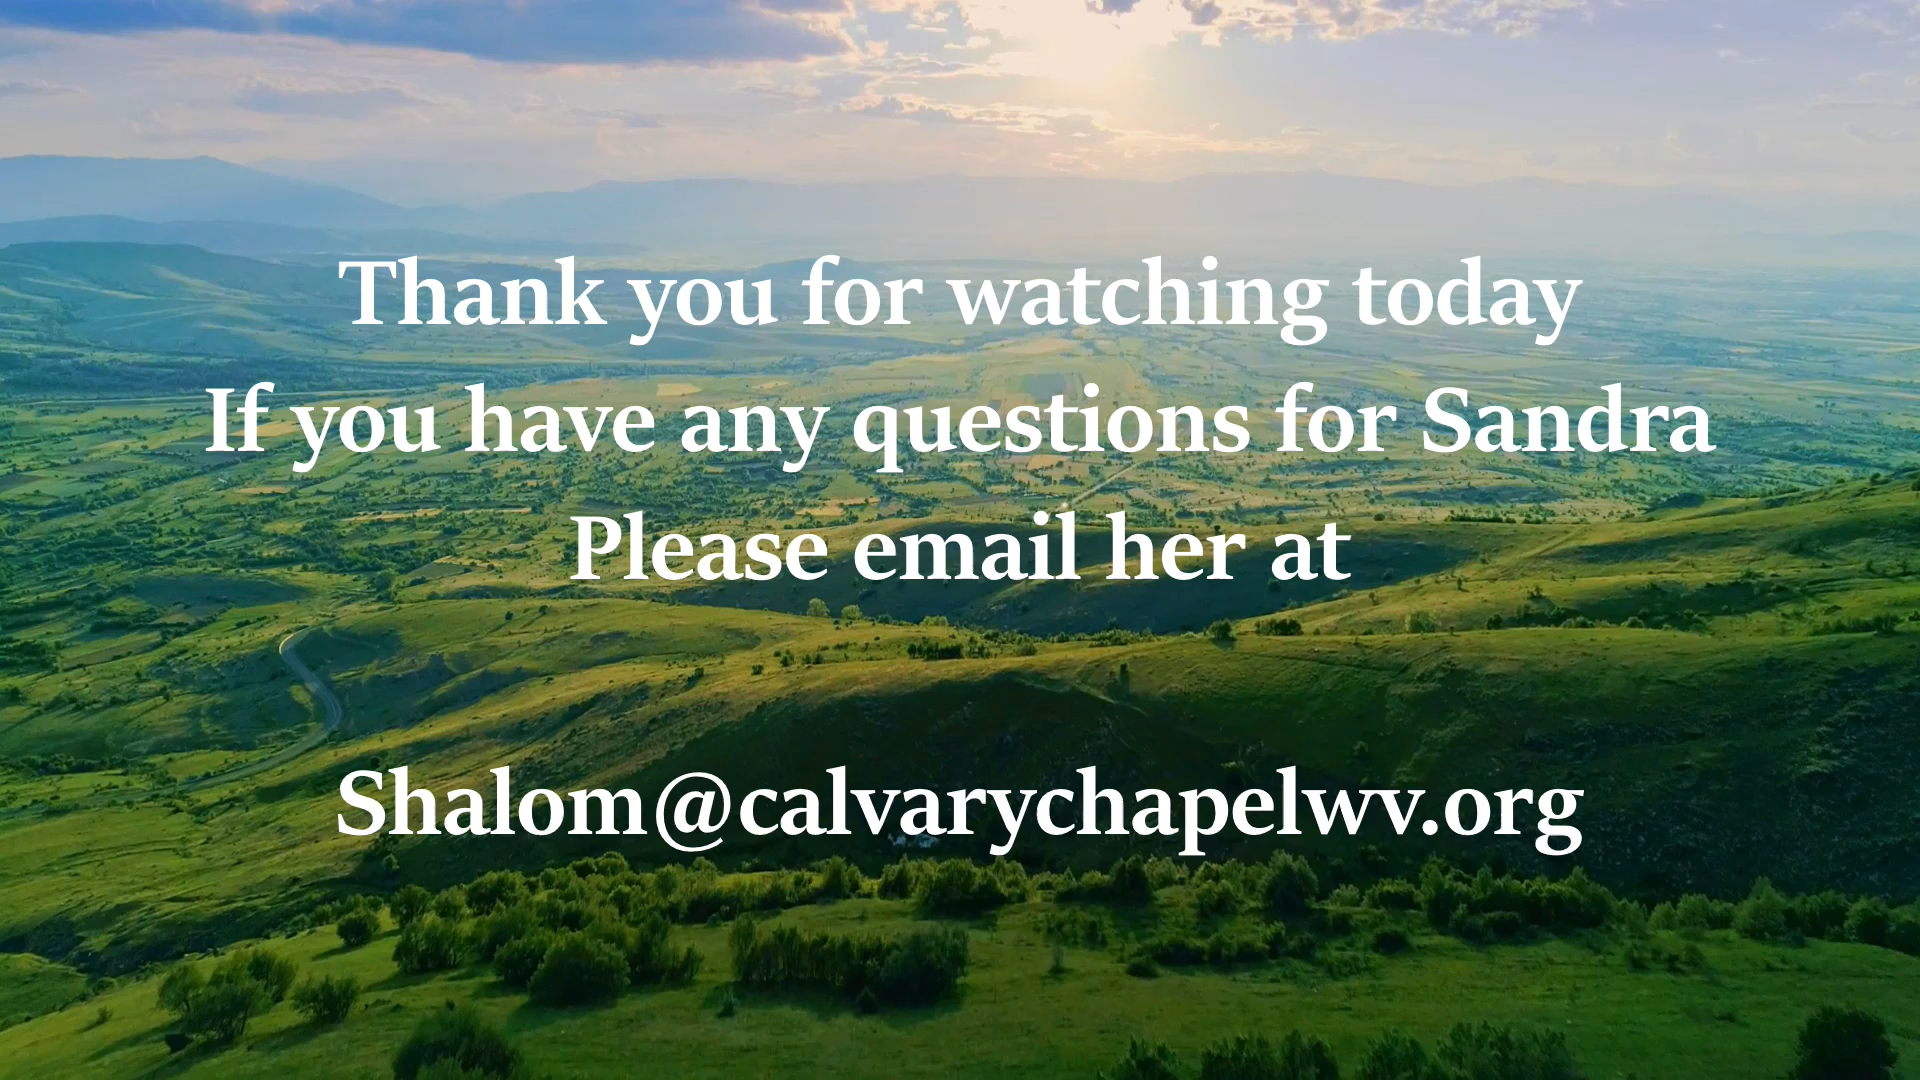 Thank you for watching today
If you have any questions for Sandra
Please email her at
Shalom@calvarychapelwv.org